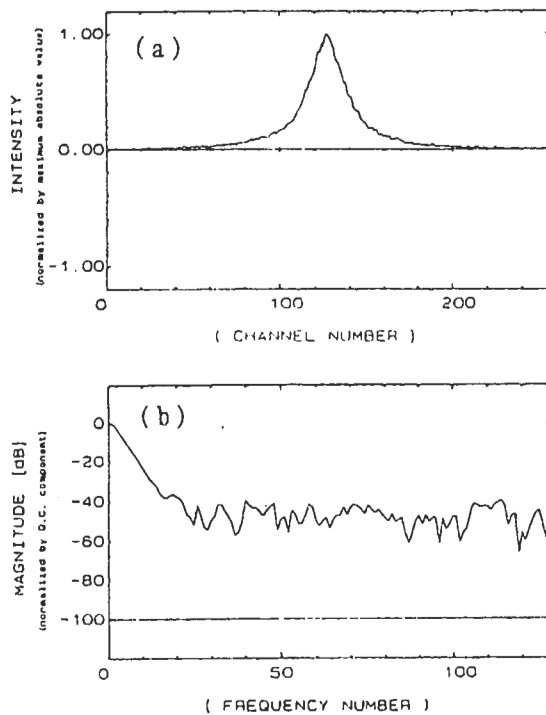 (a)
1.00
0.00
-1.00
INTENSITY
(normalized by maximum absolute value)
0
100
200
( CHANNEL NUMBER )
(b)
0
-20
-40
-60
-80
-100
MAGNITUDE [dB]
(normalized by D.C. component)
0
50
100
( FREQUENCY NUMBER )